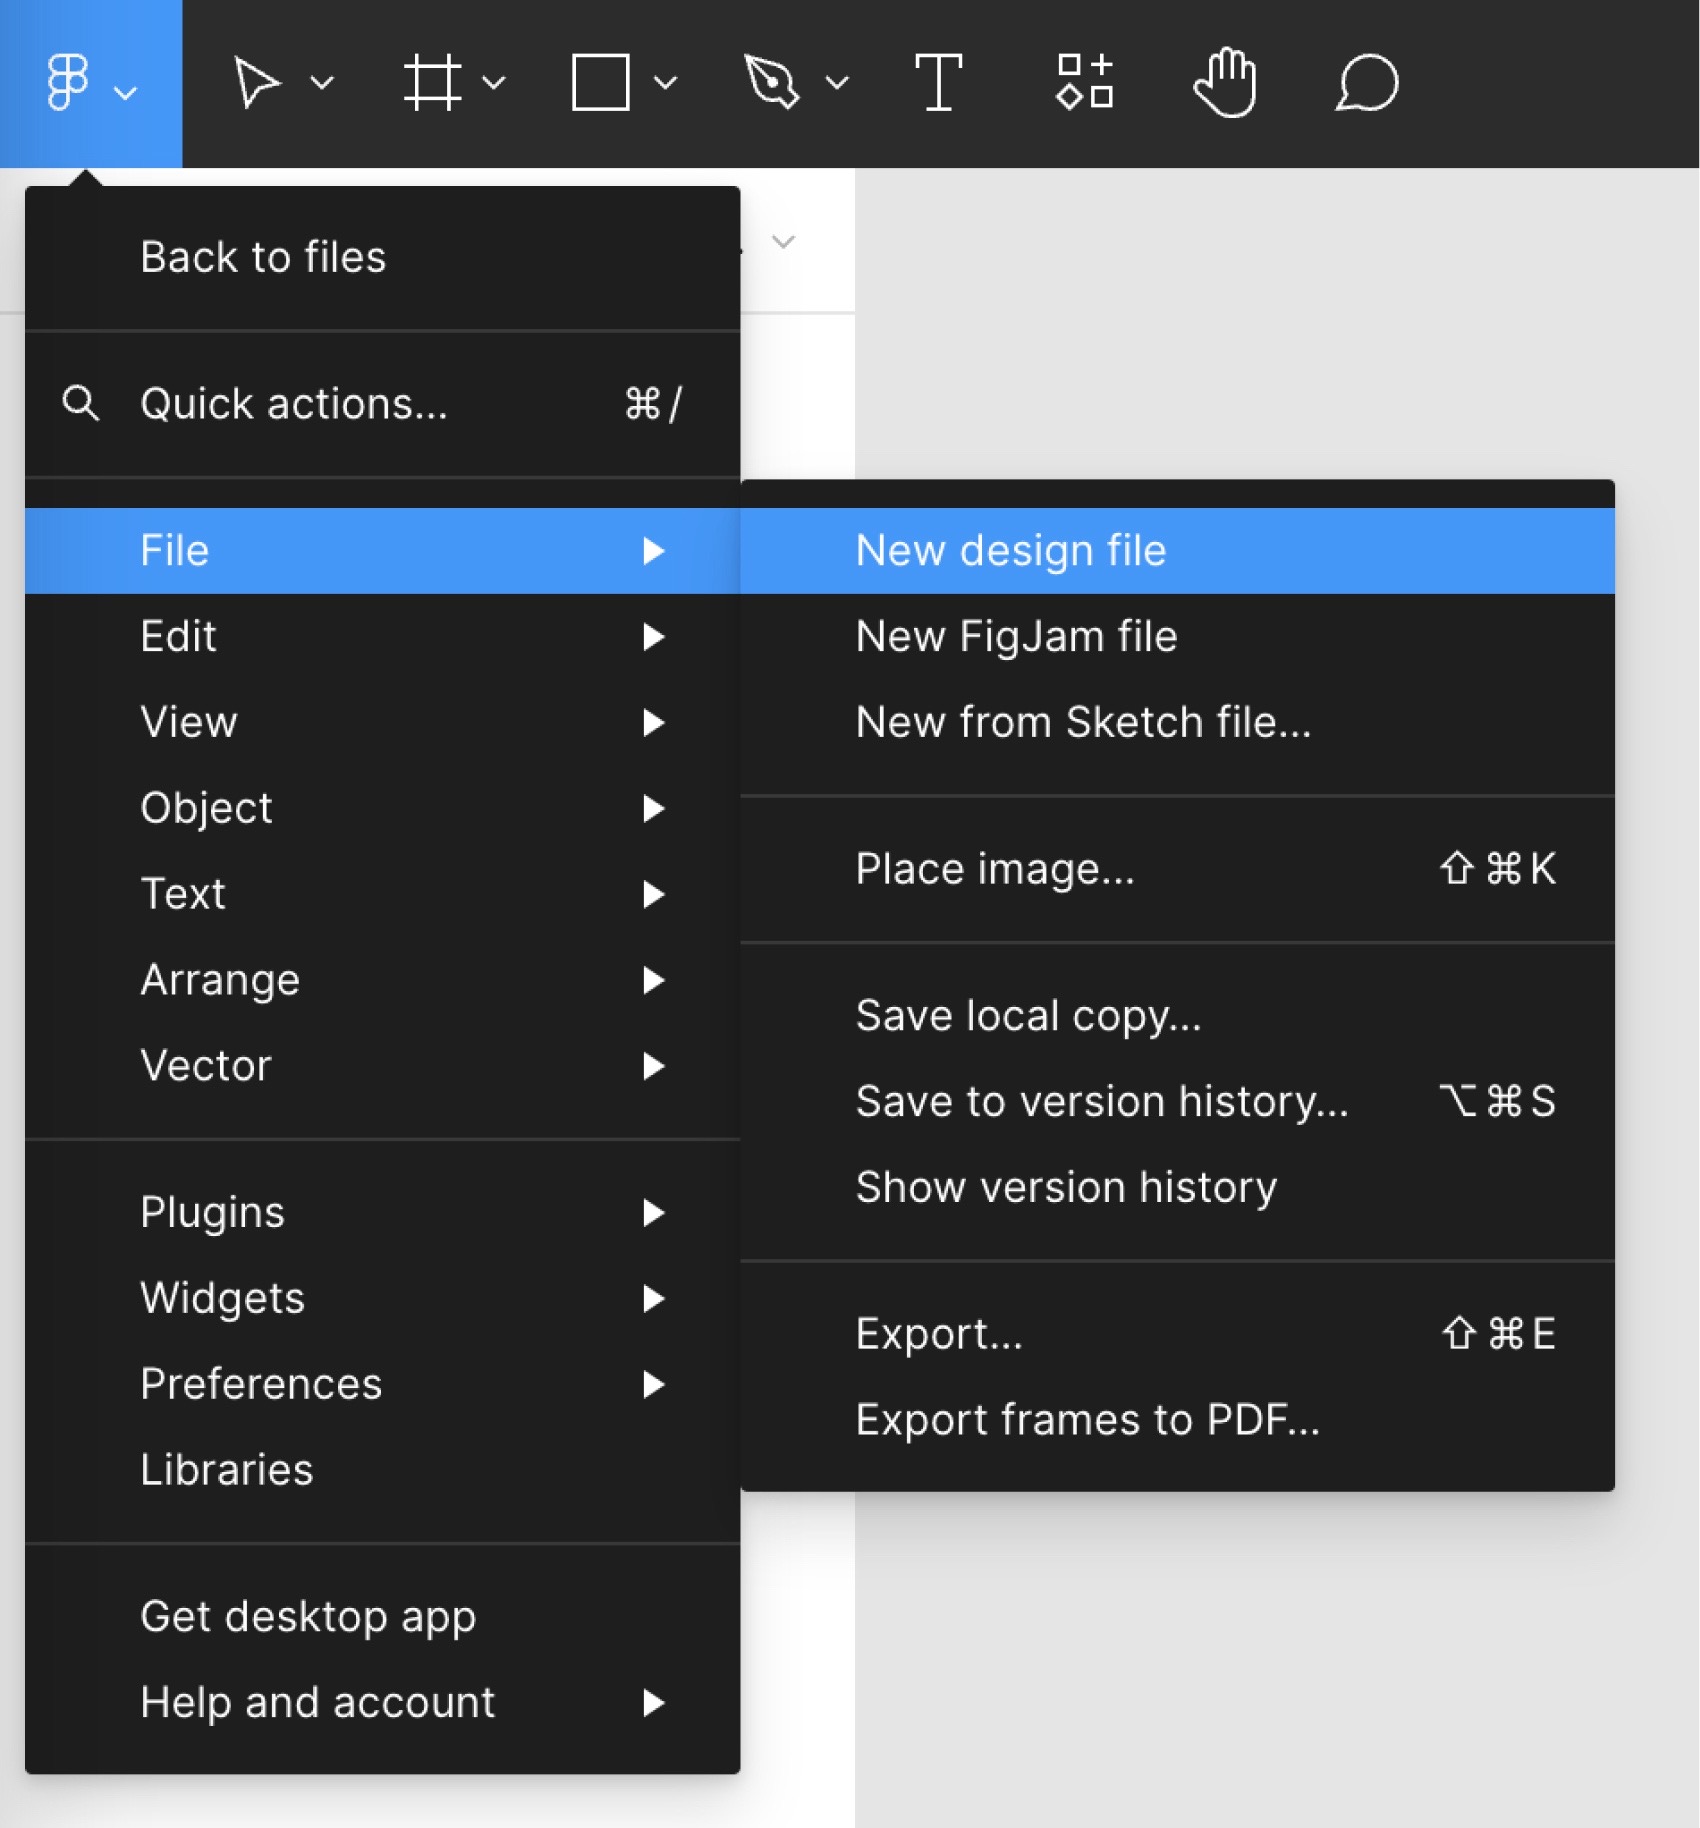 Back to files
Quick actions... ⌘/
File
Edit
View
Object
Text
Arrange
Vector
Plugins
Widgets
Preferences
Libraries
Get desktop app
Help and account
New design file
New FigJam file
New from Sketch file...
Place image... ⇧⌘K
Save local copy...
Save to version history... ⌥⌘S
Show version history
Export... ⇧⌘E
Export frames to PDF...